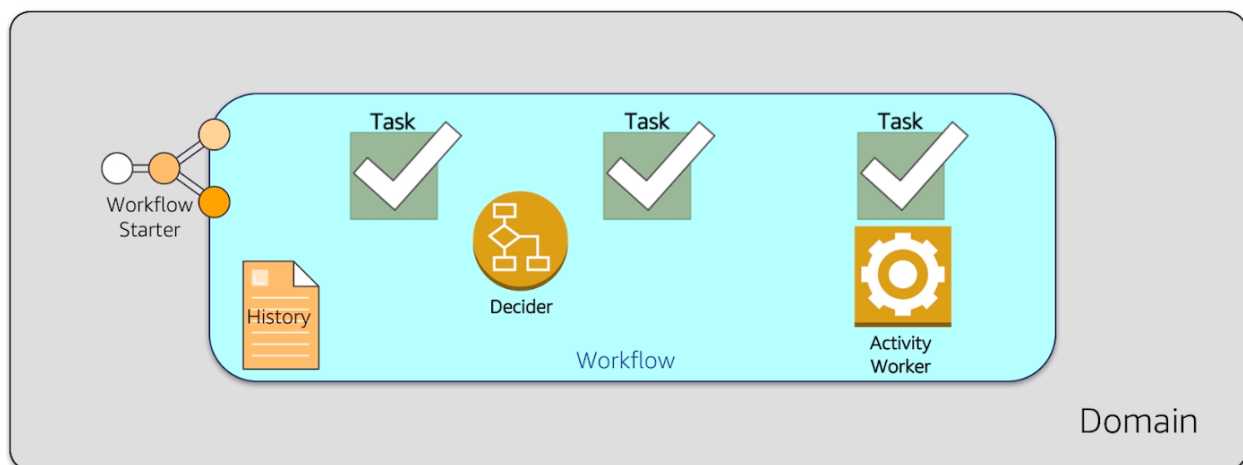 Task
Task
Task
Workflow
Starter
History
Decider
Activity
Worker
Workflow
Domain